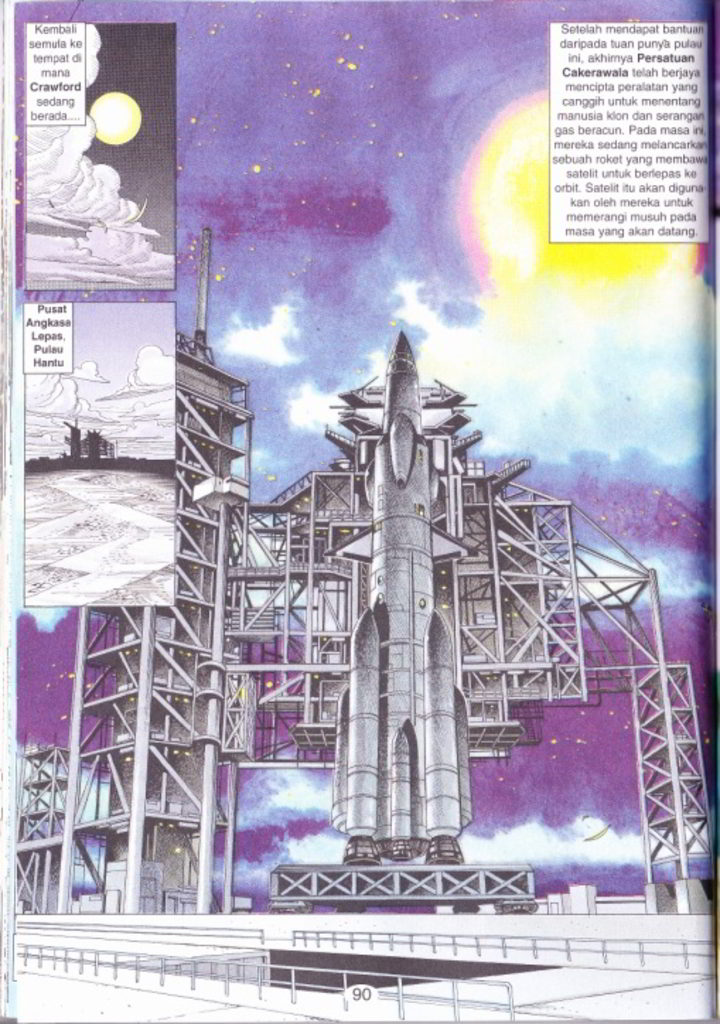 Kembali
semula ke
tempat di
mana
Crawford
sedang
berada....
Setelah mendapat bantuan
daripada tuan punya pulau
ini, akhirnya Persatuan
Cakerawala telah berjaya
mencipta peralatan yang
canggih untuk menentang
manusia klon dan serangan
gas beracun. Pada masa ini,
mereka sedang melancarkan
sebuah roket yang membawa
satelit untuk berlepas ke
orbit. Satelit itu akan diguna-
kan oleh mereka untuk
memerangi musuh pada
masa yang akan datang.
Pusat
Angkasa
Lepas,
Pulau
Hantu
90